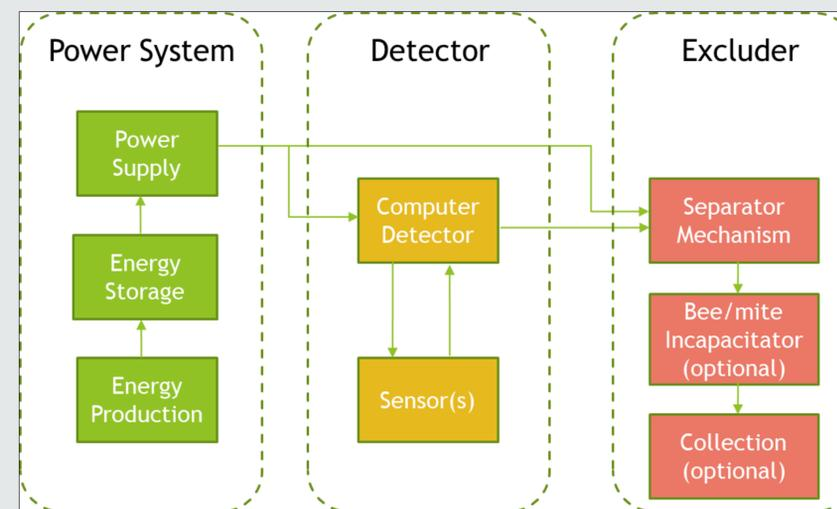 Power System
Power
Supply
Energy
Storage
Energy
Production
Detector
Computer
Detector
Sensor(s)
Excluder
Separator
Mechanism
Bee/mite
Incapacitator
(optional)
Collection
(optional)